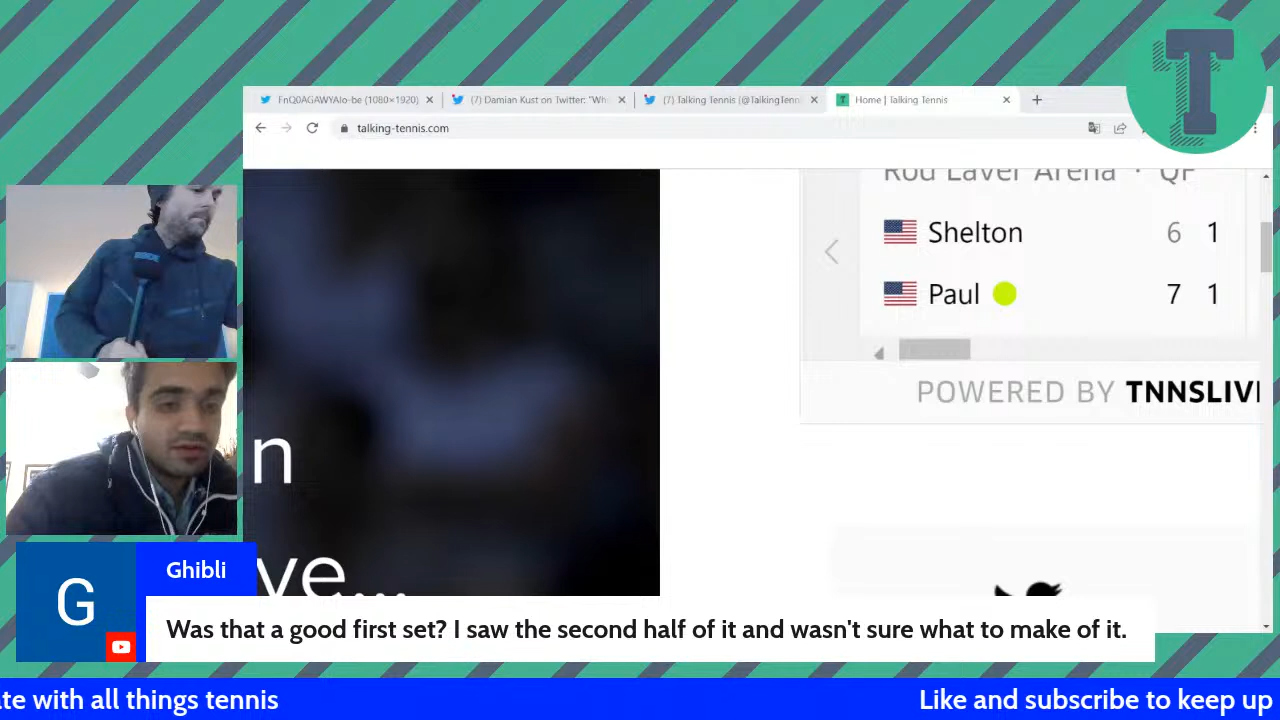 T
FnQ0AGAWYAIo-be (1080×1920)
(7) Damian Kust on Twitter: "Wh
(7) Talking Tennis (@TalkingTenn
Home | Talking Tennis
talking-tennis.com
Rod Laver Arena · QF
Shelton 6 1
Paul 7 1
POWERED BY TNNSLIVE
n
ve...
G
Ghibli
Was that a good first set? I saw the second half of it and wasn't sure what to make of it.
ate with all things tennis
Like and subscribe to keep up